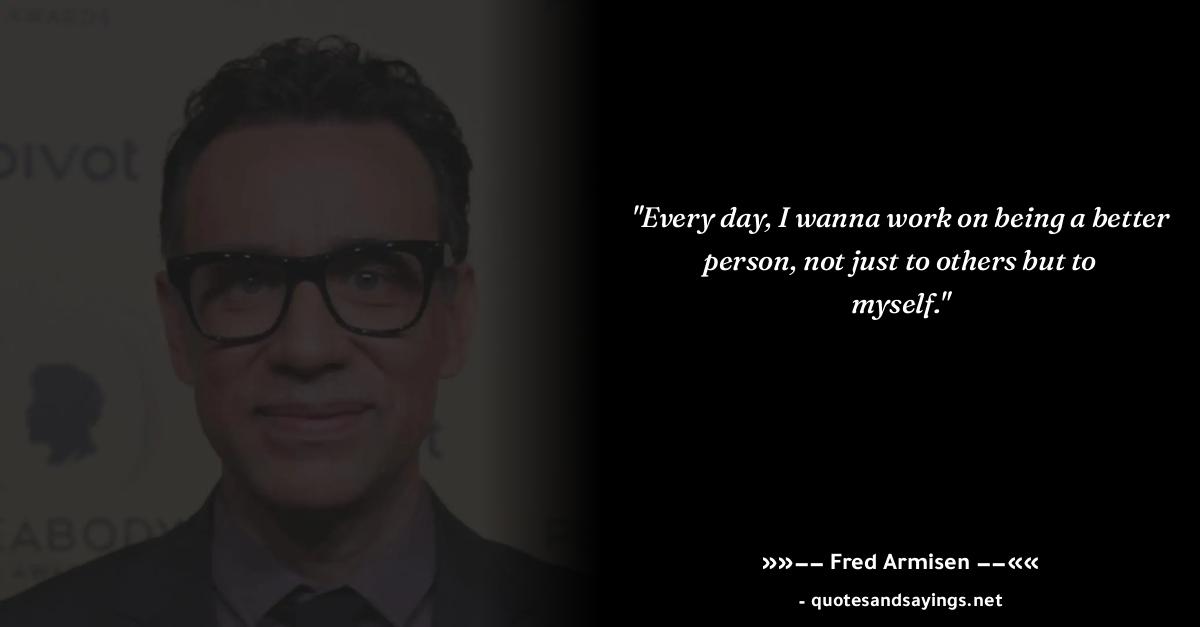 AWARDS
pivot
"Every day, I wanna work on being a better
person, not just to others but to
myself."
t
EABODY
AW
»»−− Fred Armisen −−««
- quotesandsayings.net